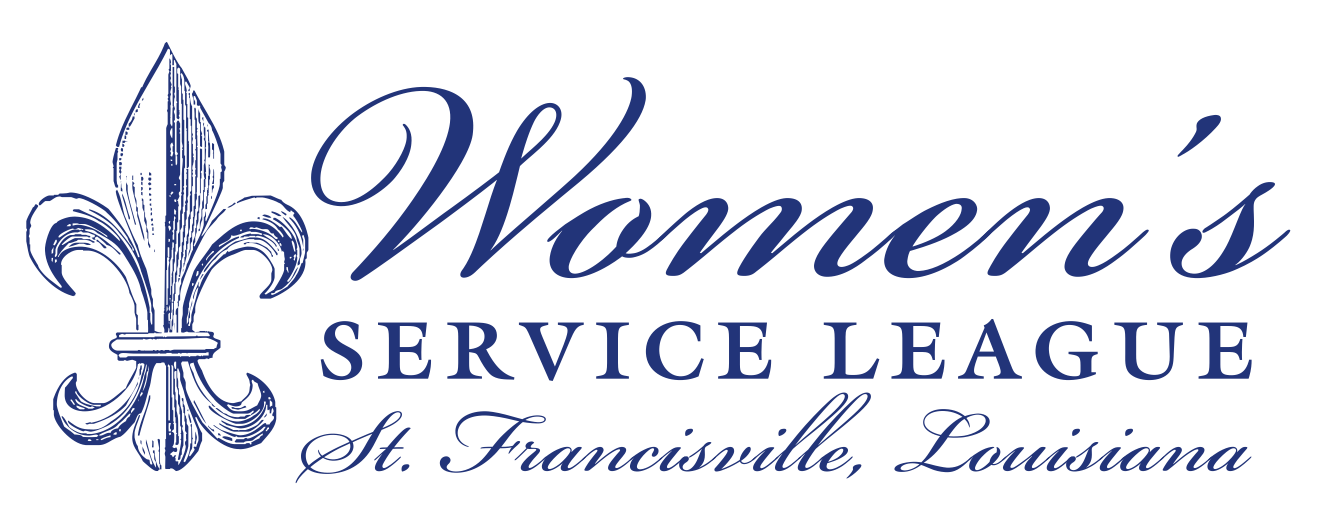 Women's
SERVICE LEAGUE
St. Francisville, Louisiana